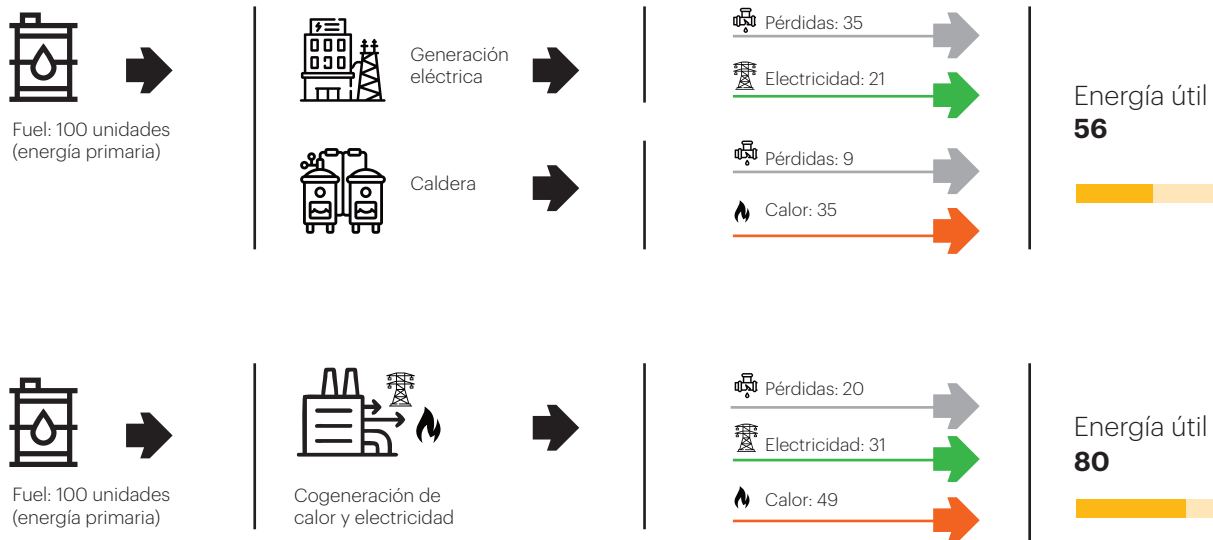 Fuel: 100 unidades
(energía primaria)
Generación
eléctrica
Caldera
Pérdidas: 35
Electricidad: 21
Pérdidas: 9
Calor: 35
Energía útil
56
Fuel: 100 unidades
(energía primaria)
Cogeneración de
calor y electricidad
Pérdidas: 20
Electricidad: 31
Calor: 49
Energía útil
80